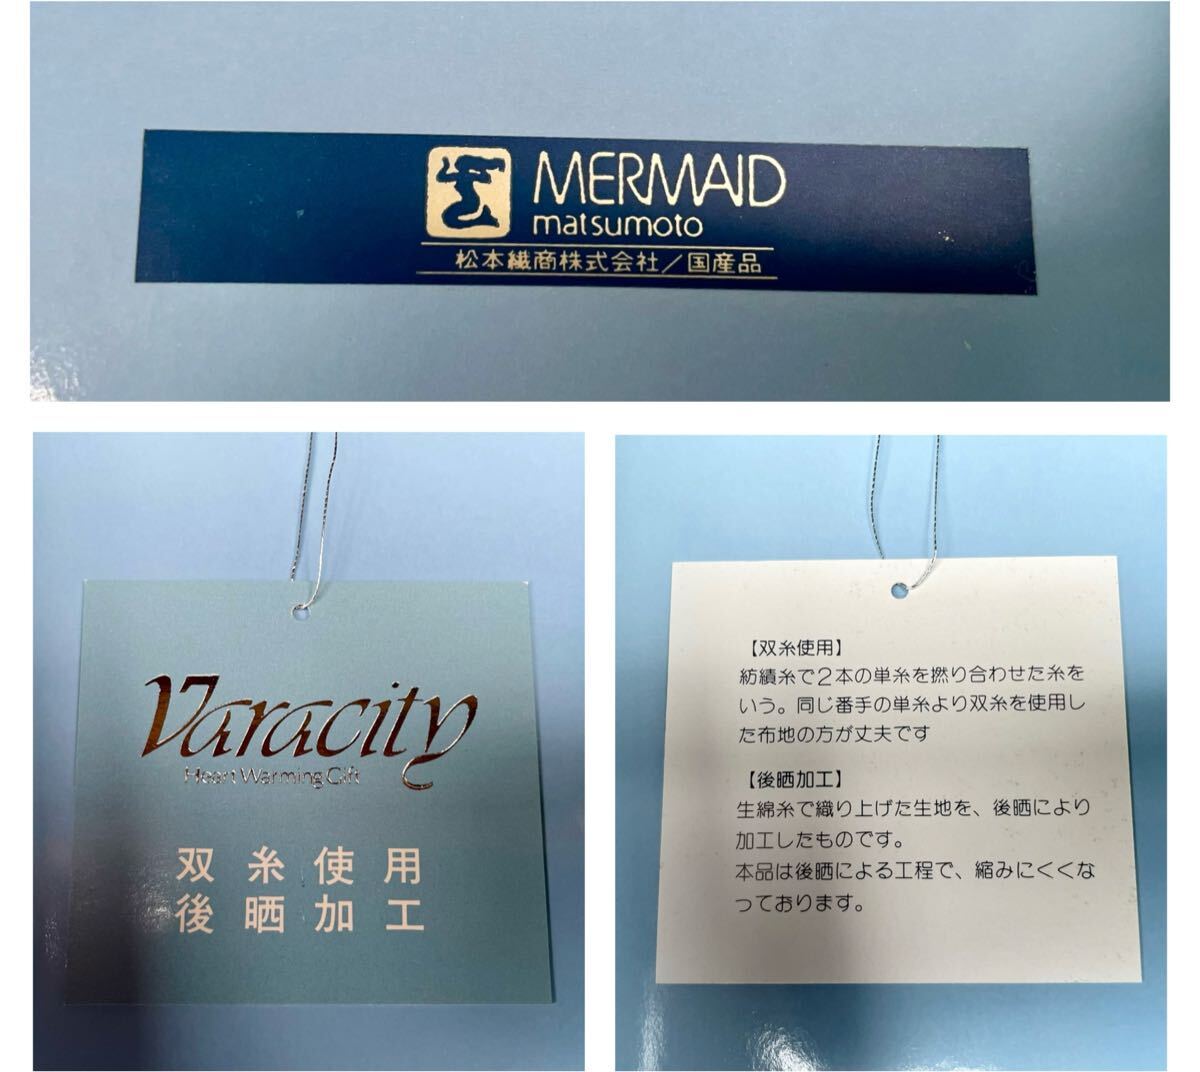 MERMAID
matsumoto
松本繊商株式会社／国産品
Varacity
Heart Warming Gift
双糸使用
後晒加工
【双糸使用】
紡績糸で2本の単糸を撚り合わせた糸を
いう。同じ番手の単糸より双糸を使用し
た布地の方が丈夫です
【後晒加工】
生綿糸で織り上げた生地を、後晒により
加工したものです。
本品は後晒による工程で、縮みにくくな
っております。